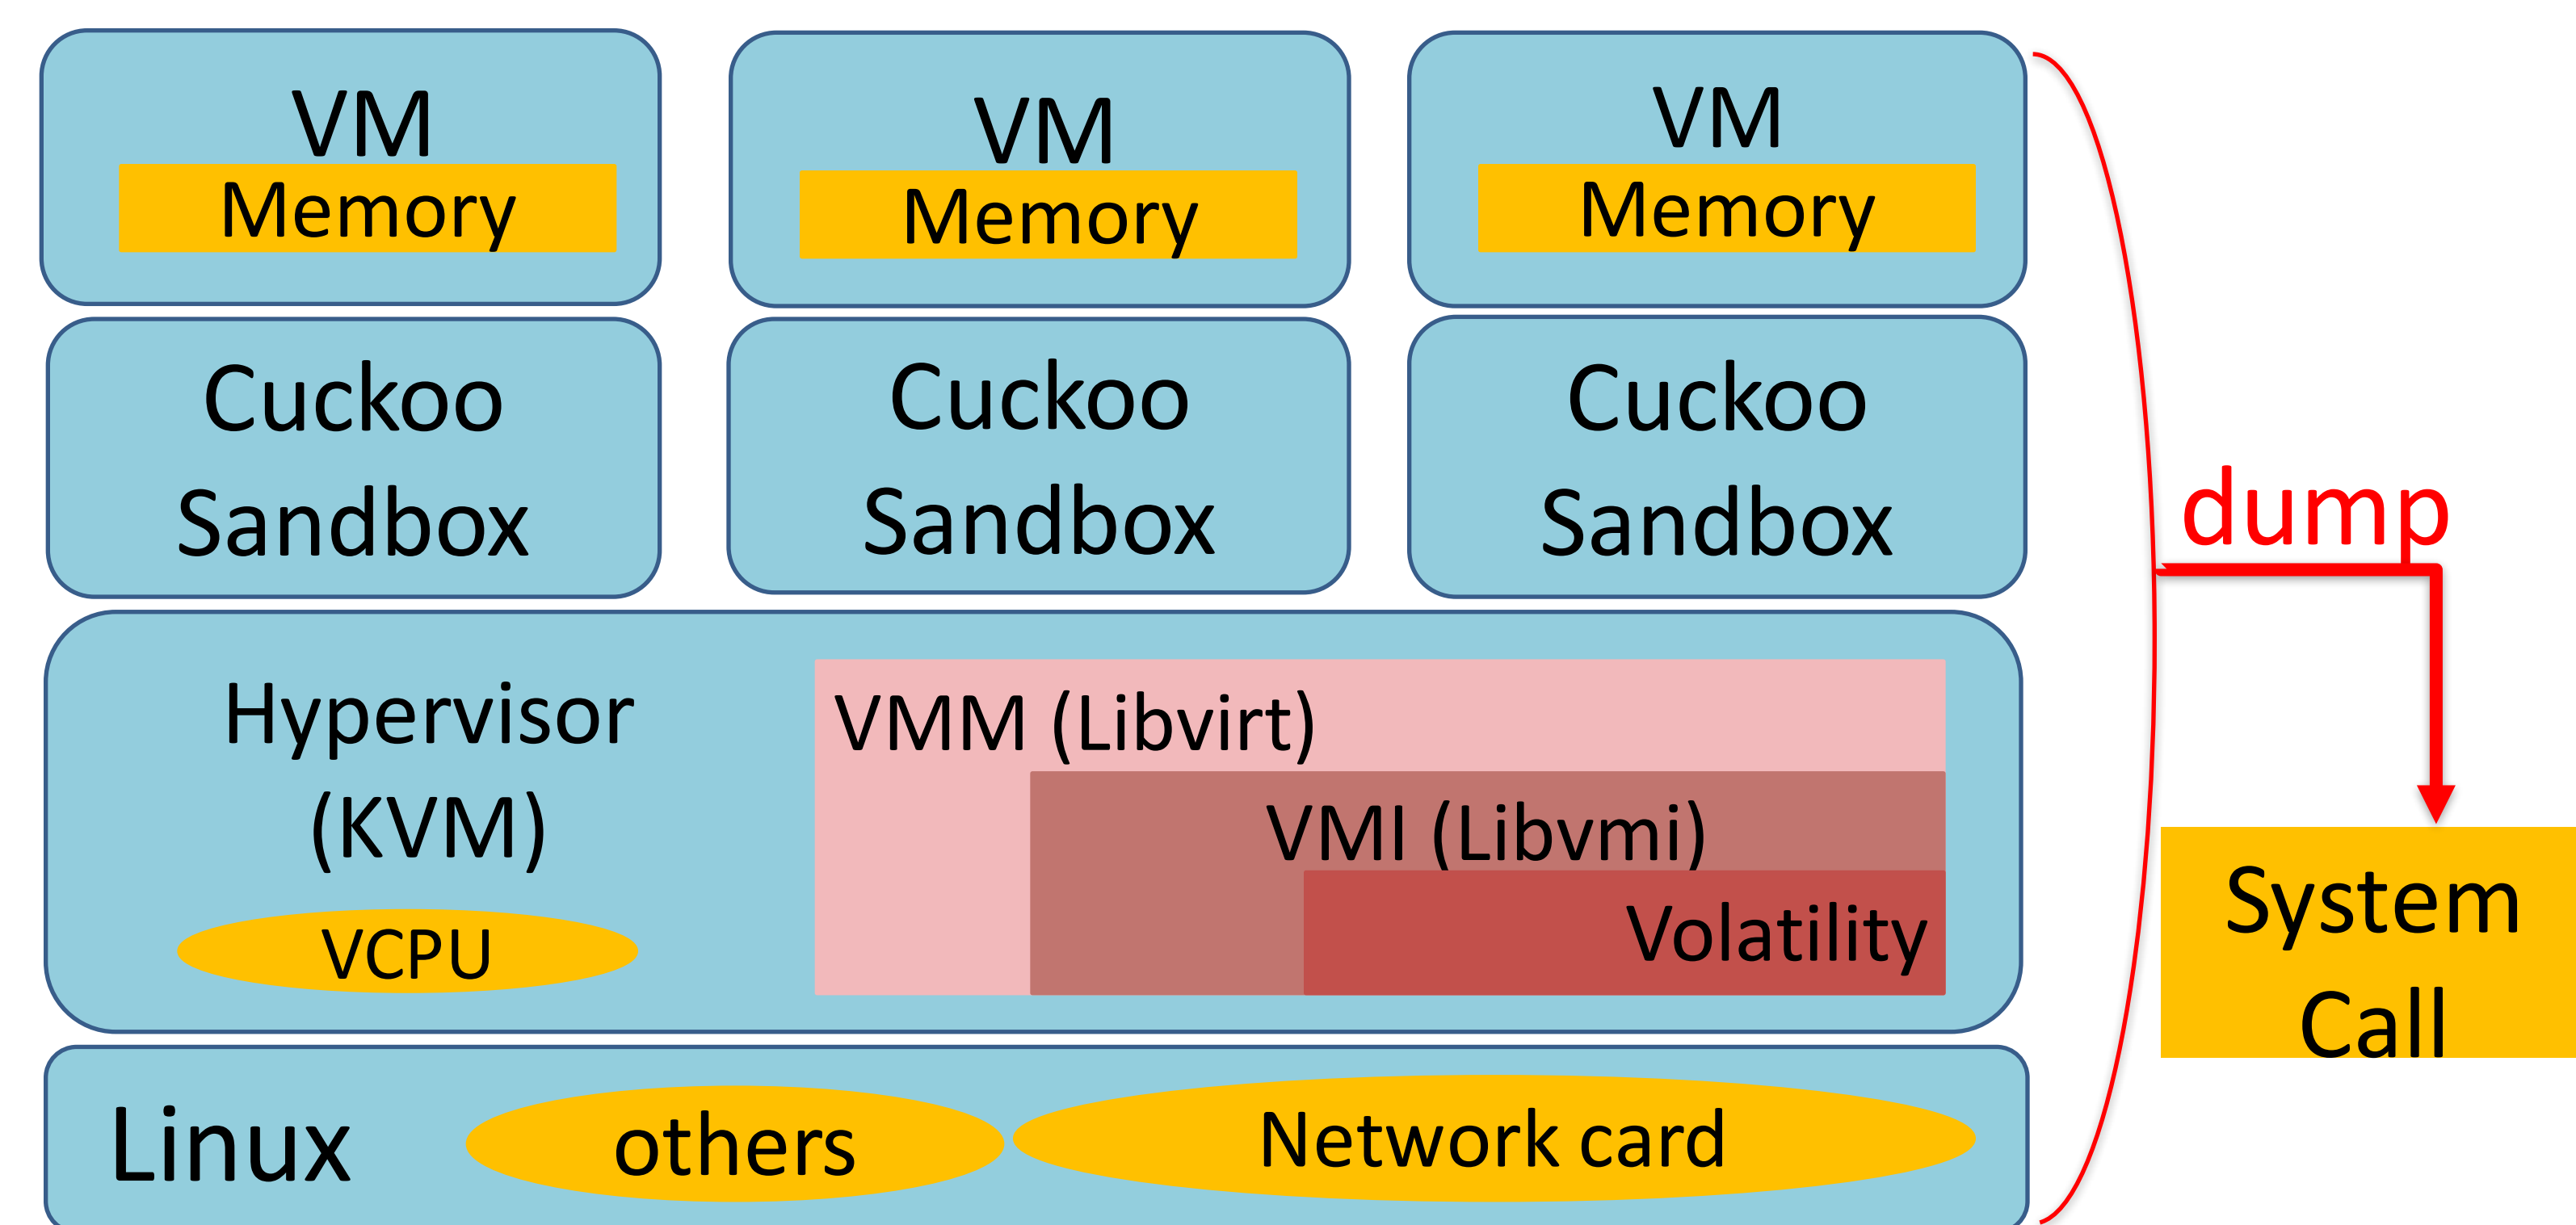 VM
Memory
VM
Memory
VM
Memory
Cuckoo
Sandbox
Cuckoo
Sandbox
Cuckoo
Sandbox
dump
Hypervisor
(KVM)
VCPU
VMM (Libvirt)
VMI (Libvmi)
Volatility
System
Call
Linux
others
Network card